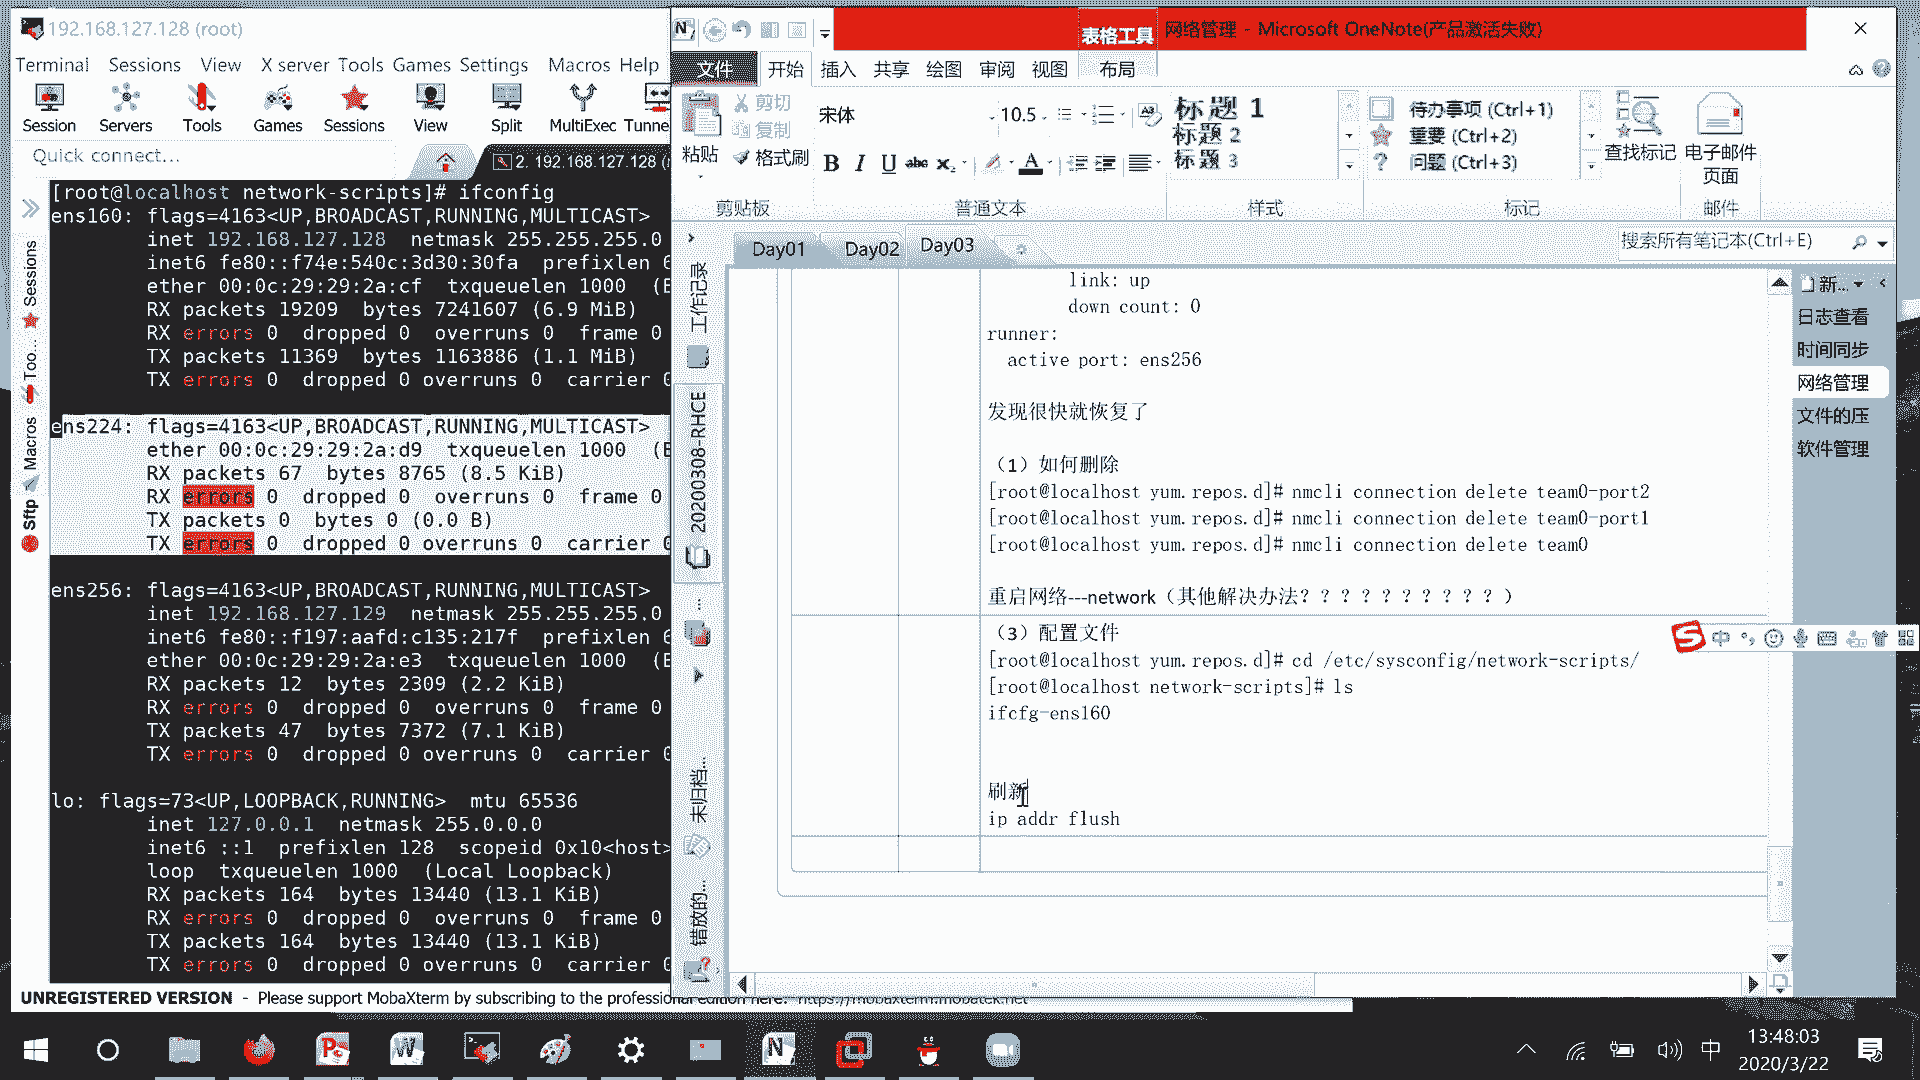 192.168.127.128 (root)
Terminal Sessions View X server Tools Games Settings Macros Help
Session Servers Tools Games Sessions View Split MultiExec Tunne
Quick connect...
2. 192.168.127.128 (r
[root@localhost network-scripts]# ifconfig
ens160: flags=4163<UP,BROADCAST,RUNNING,MULTICAST>
inet 192.168.127.128 netmask 255.255.255.0
inet6 fe80::f74e:540c:3d30:30fa prefixlen 6
ether 00:0c:29:29:2a:cf txqueuelen 1000 (E
RX packets 19209 bytes 7241607 (6.9 MiB)
RX errors 0 dropped 0 overruns 0 frame 0
TX packets 11369 bytes 1163886 (1.1 MiB)
TX errors 0 dropped 0 overruns 0 carrier 0
ens224: flags=4163<UP,BROADCAST,RUNNING,MULTICAST>
ether 00:0c:29:29:2a:d9 txqueuelen 1000 (E
RX packets 67 bytes 8765 (8.5 KiB)
RX errors 0 dropped 0 overruns 0 frame 0
TX packets 0 bytes 0 (0.0 B)
TX errors 0 dropped 0 overruns 0 carrier 0
ens256: flags=4163<UP,BROADCAST,RUNNING,MULTICAST>
inet 192.168.127.129 netmask 255.255.255.0
inet6 fe80::f197:aafd:c135:217f prefixlen 6
ether 00:0c:29:29:2a:e3 txqueuelen 1000 (E
RX packets 12 bytes 2309 (2.2 KiB)
RX errors 0 dropped 0 overruns 0 frame 0
TX packets 47 bytes 7372 (7.1 KiB)
TX errors 0 dropped 0 overruns 0 carrier 0
lo: flags=73<UP,LOOPBACK,RUNNING> mtu 65536
inet 127.0.0.1 netmask 255.0.0.0
inet6 ::1 prefixlen 128 scopeid 0x10<host>
loop txqueuelen 1000 (Local Loopback)
RX packets 164 bytes 13440 (13.1 KiB)
RX errors 0 dropped 0 overruns 0 frame 0
TX packets 164 bytes 13440 (13.1 KiB)
TX errors 0 dropped 0 overruns 0 carrier 0
Sessions
Too...
Macros
Sftp
UNREGISTERED VERSION - Please support MobaXterm by subscribing to the professional edition here: https://mobaxterm.mobatek.net
表格工具 网络管理 - Microsoft OneNote(产品激活失败)
文件 开始 插入 共享 绘图 审阅 视图 布局
粘贴 剪切 复制 格式刷
宋体 10.5
B I U abc x₂ A
标题 1
标题 2
标题 3
待办事项 (Ctrl+1)
重要 (Ctrl+2)
问题 (Ctrl+3)
查找标记 电子邮件
页面
剪贴板 普通文本 样式 标记 邮件
Day01 Day02 Day03
搜索所有笔记本(Ctrl+E)
工作记录
20200308-RHCE
未归档...
错放的...
link: up
down count: 0
runner:
active port: ens256
发现很快就恢复了
（1）如何删除
[root@localhost yum.repos.d]# nmcli connection delete team0-port2
[root@localhost yum.repos.d]# nmcli connection delete team0-port1
[root@localhost yum.repos.d]# nmcli connection delete team0
重启网络---network（其他解决办法？？？？？？？？？？）
（3）配置文件
[root@localhost yum.repos.d]# cd /etc/sysconfig/network-scripts/
[root@localhost network-scripts]# ls
ifcfg-ens160
刷新
ip addr flush
新...
日志查看
时间同步
网络管理
文件的压
软件管理
中
中
13:48:03
2020/3/22